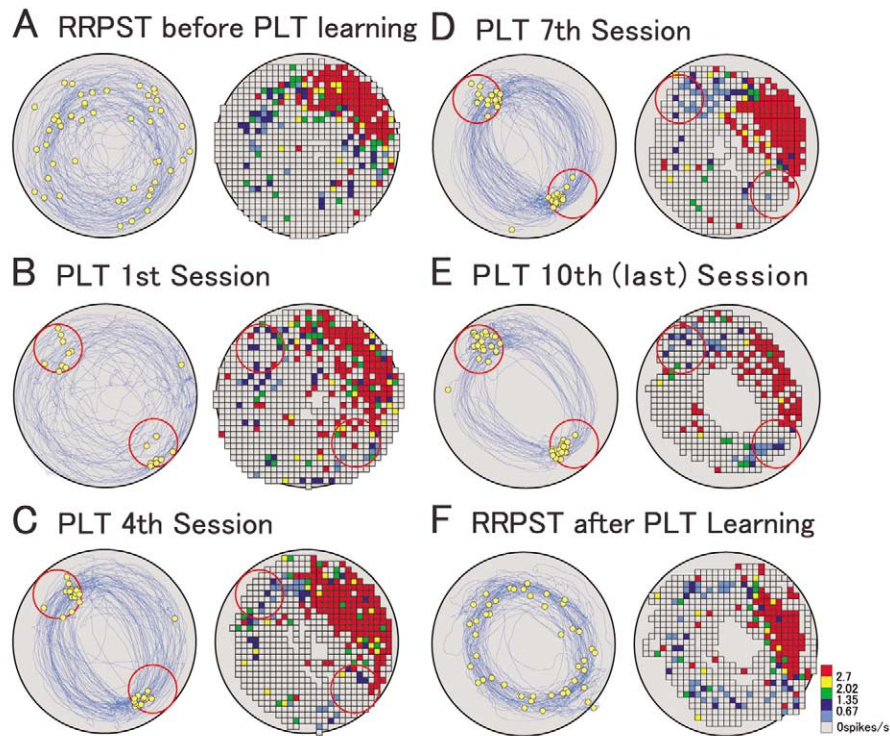 A RRPST before PLT learning
B PLT 1st Session
C PLT 4th Session
D PLT 7th Session
E PLT 10th (last) Session
F RRPST after PLT Learning
2.7
2.02
1.35
0.67
0spikes/s